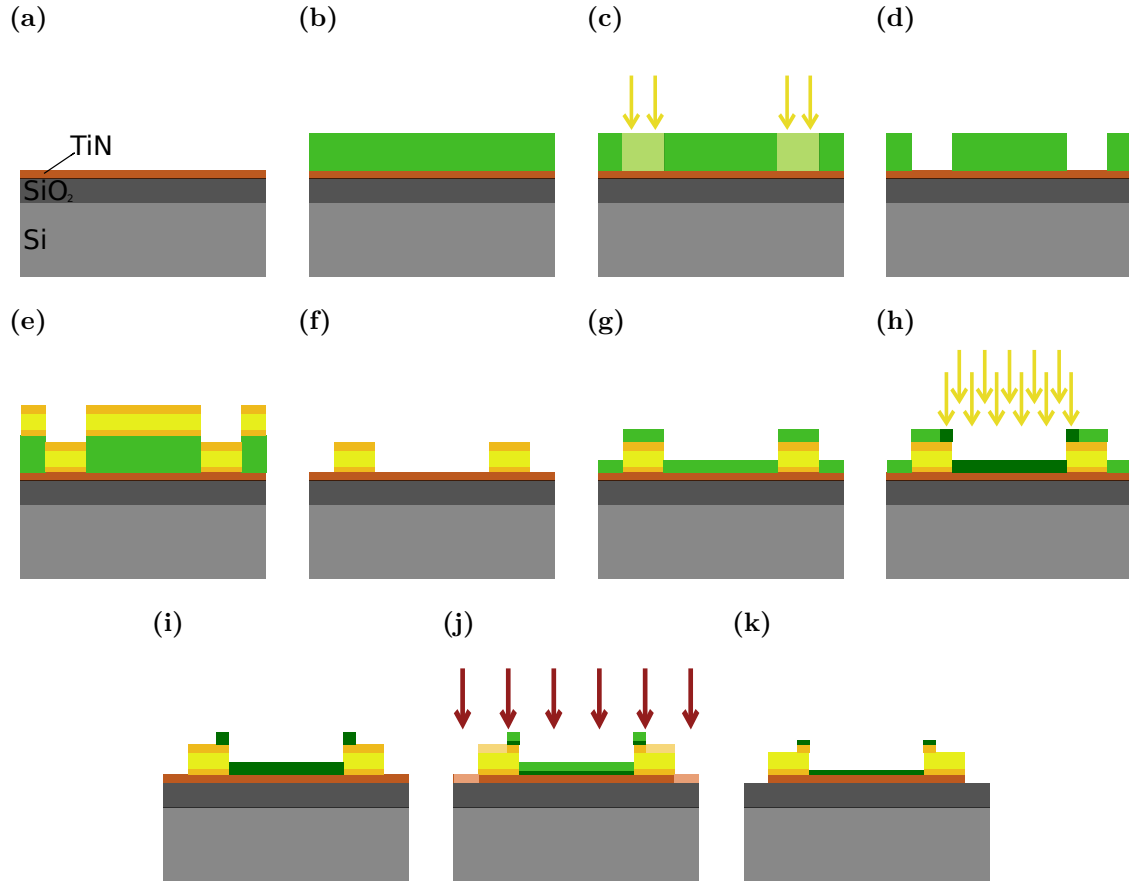 (a) (b) (c) (d)
TiN
SiO₂
Si
(e) (f) (g) (h)
(i) (j) (k)